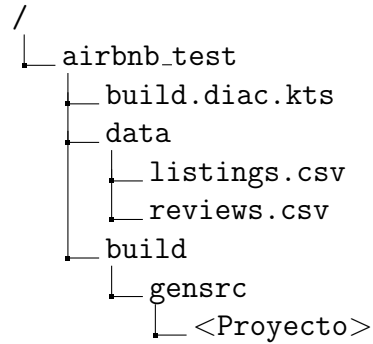 /
airbnb_test
build.diac.kts
data
listings.csv
reviews.csv
build
gensrc
<Proyecto>